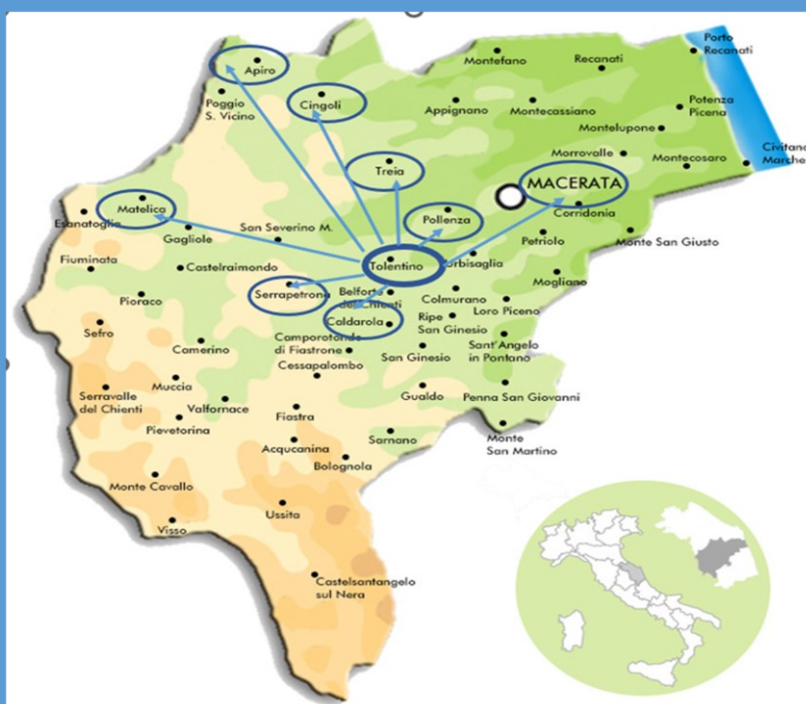 Porto
Recanati
Montefano
Recanati
Apiro
Poggio
S. Vicino
Cingoli
Appignano
Montecassiano
Potenza
Picena
Montelupone
Civitano
Marche
Treia
Morrovalle
Montecosaro
MACERATA
Matelica
Esanatoglia
Pollenza
Corridonia
Gagliole
San Severino M.
Petriolo
Monte San Giusto
Fiuminata
Castelraimondo
Tolentino
Urbisaglia
Mogliano
Pioraco
Serrapetrona
Belforte
del Chienti
Colmurano
Loro Piceno
Caldarola
Ripe
San Ginesio
Sefro
Camerino
Camporotondo
di Fiastrone
San Ginesio
Sant'Angelo
in Pontano
Cessapalombo
Muccia
Serravalle
del Chienti
Valfornace
Gualdo
Penna San Giovanni
Pievetorina
Fiastra
Sarnano
Monte
San Martino
Acqucanina
Bolognola
Monte Cavallo
Ussita
Visso
Castelsantangelo
sul Nera